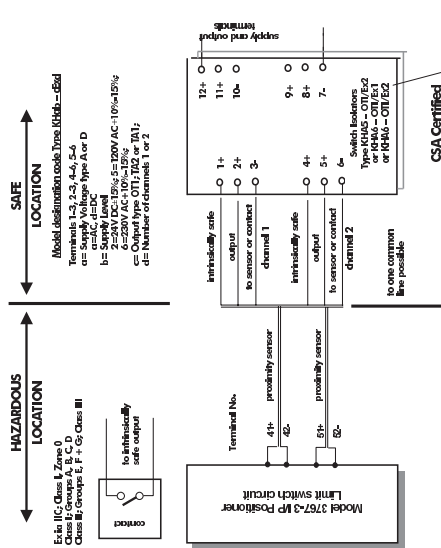 HAZARDOUS
LOCATION
SAFE
LOCATION
Ex ia IIC; Class I, Zone 0
Class I; Groups A, B, C, D
Class II; Groups E, F + G; Class III
Model designation code Type KHab – cExd
Terminals 1–3, 2–3, 4–6, 5–6
a= Supply Voltage type A or D
a=AC, d=DC
b= Supply Level
2=24V DC±15%; 5=120V AC+10%-15%;
6=230V AC+10%-15%;
c= Output type OT1; TA2 or TA1;
d= Number of channels 1 or 2
contact
to intrinsically
safe output
Model 3767-3 I/P Positioner
Limit switch circuit
Terminal No.
41+
42-
51+
52-
proximity sensor
proximity sensor
to one common
line possible
intrinsically safe
output
to sensor or contact
channel 1
intrinsically safe
output
to sensor or contact
channel 2
1+
2+
3-
4+
5+
6-
12+
11+
10-
9+
8+
7-
Switch Isolators
Type KHA5 – OTI/Ex2
or KHA6 – OTI/Ex1
or KHA6 – OTI/Ex2
supply and output
terminals
CSA Certified